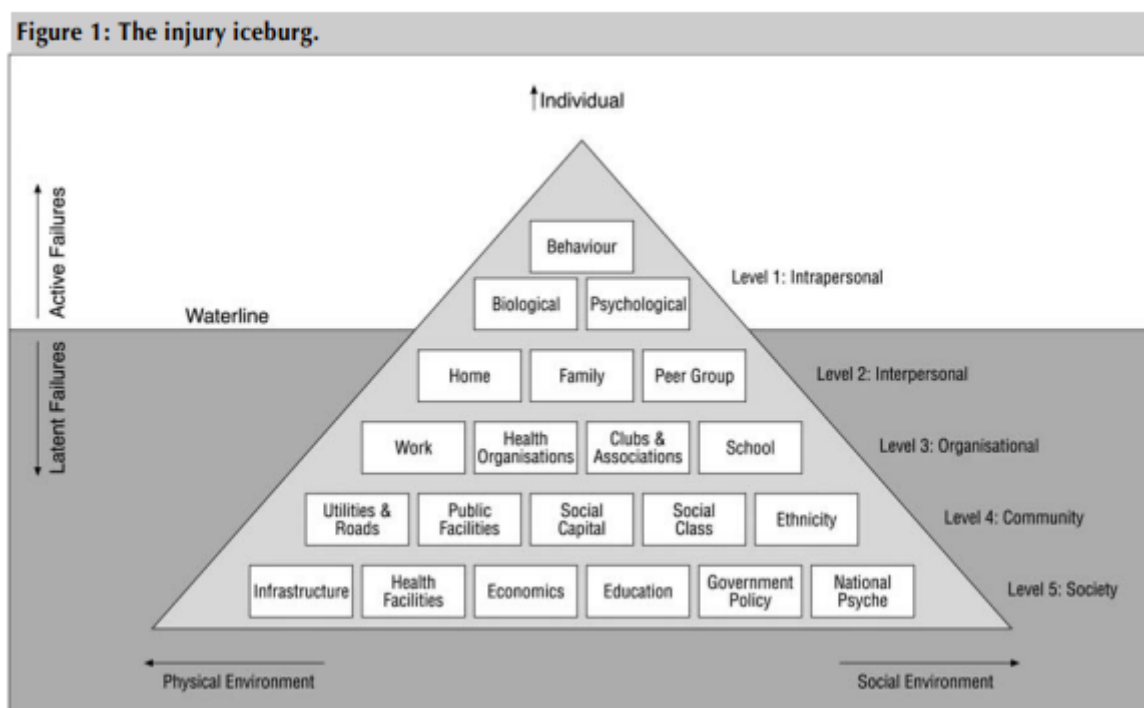 Figure 1: The injury iceburg.
Individual
Active Failures
Behaviour
Level 1: Intrapersonal
Biological
Psychological
Waterline
Latent Failures
Home
Family
Peer Group
Level 2: Interpersonal
Work
Health
Organisations
Clubs &
Associations
School
Level 3: Organisational
Utilities &
Roads
Public
Facilities
Social
Capital
Social
Class
Ethnicity
Level 4: Community
Infrastructure
Health
Facilities
Economics
Education
Government
Policy
National
Psyche
Level 5: Society
Physical Environment
Social Environment